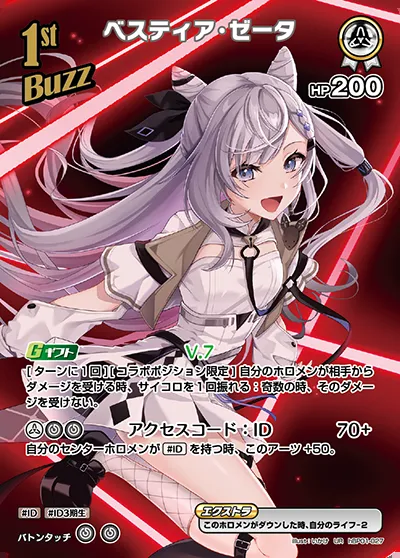 1st
Buzz
ベスティア・ゼータ
HP200
Gギフト
V.7
[ターンに1回][コラボポジション限定]自分のホロメンが相手から
ダメージを受ける時、サイコロを1回振れる:奇数の時、そのダメー
ジを受けない。
アクセスコード:ID 70+
自分のセンターホロメンが #ID を持つ時、このアーツ+50。
#ID #ID3期生
エクストラ
このホロメンがダウンした時、自分のライフ-2
バトンタッチ
UR hSP01-027